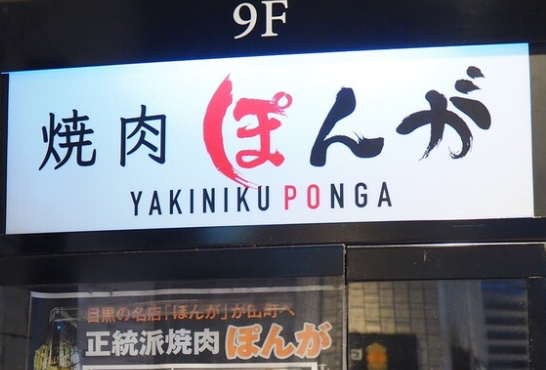 9F
焼肉ぽんが
YAKINIKU PONGA
目黒の名店「ぽんが」が田町へ
正統派焼肉ぽんが